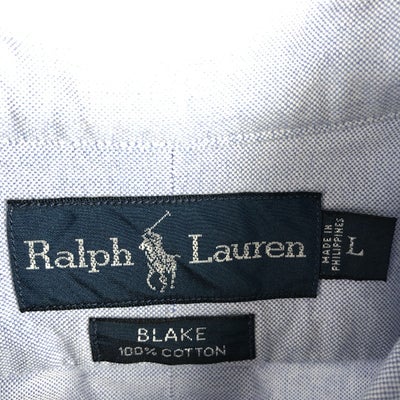 Ralph Lauren
MADE IN
PHILIPPINES
L
BLAKE
100% COTTON